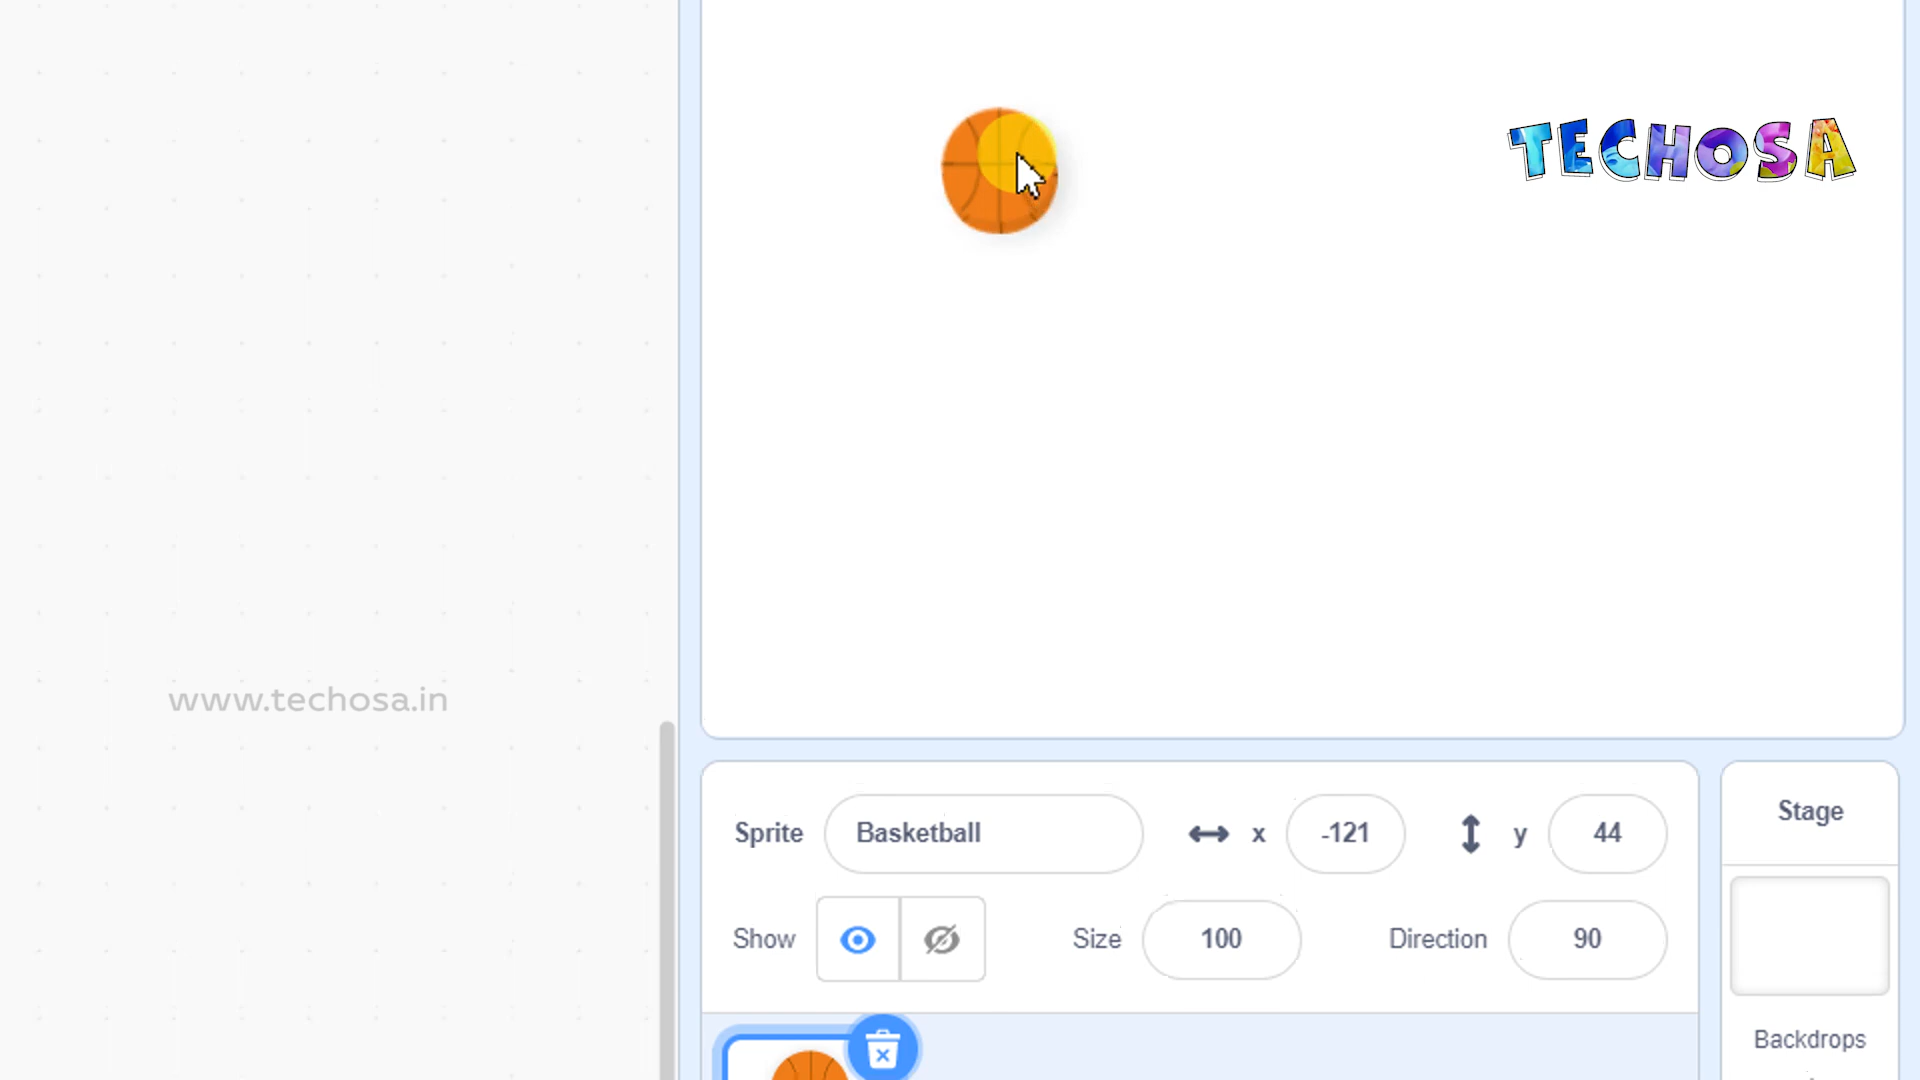 TECHOSA
www.techosa.in
Sprite Basketball x -121 y 44
Show Size 100 Direction 90
Stage
Backdrops